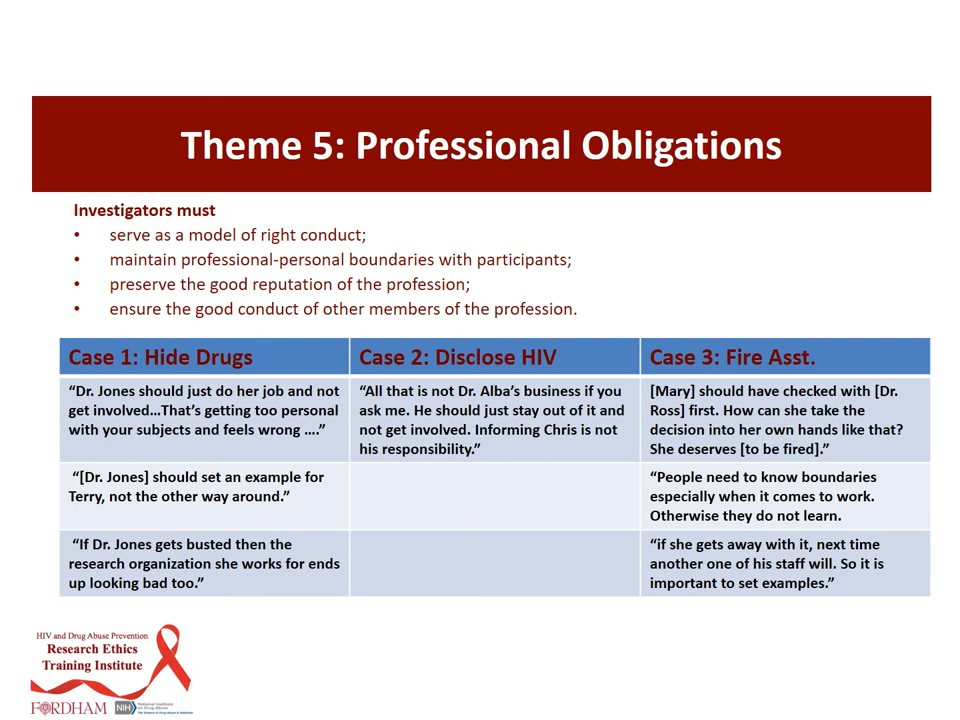 Theme 5: Professional Obligations
Investigators must
• serve as a model of right conduct;
• maintain professional-personal boundaries with participants;
• preserve the good reputation of the profession;
• ensure the good conduct of other members of the profession.
Case 1: Hide Drugs
Case 2: Disclose HIV
Case 3: Fire Asst.
“Dr. Jones should just do her job and not
get involved…That’s getting too personal
with your subjects and feels wrong ….”
“All that is not Dr. Alba’s business if you
ask me. He should just stay out of it and
not get involved. Informing Chris is not
his responsibility.”
[Mary] should have checked with [Dr.
Ross] first. How can she take the
decision into her own hands like that?
She deserves [to be fired].”
“[Dr. Jones] should set an example for
Terry, not the other way around.”
“People need to know boundaries
especially when it comes to work.
Otherwise they do not learn.
“If Dr. Jones gets busted then the
research organization she works for ends
up looking bad too.”
“if she gets away with it, next time
another one of his staff will. So it is
important to set examples.”
HIV and Drug Abuse Prevention
Research Ethics
Training Institute
FORDHAM
NIH
National Institute
on Drug Abuse